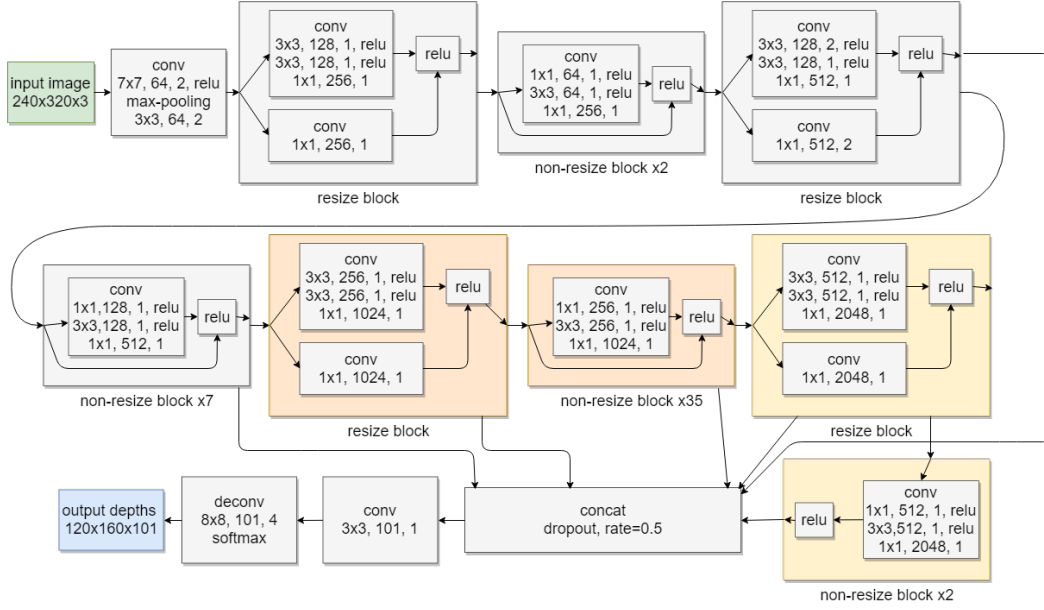 input image
240x320x3
conv
7x7, 64, 2, relu
max-pooling
3x3, 64, 2
conv
3x3, 128, 1, relu
3x3, 128, 1, relu
1x1, 256, 1
relu
conv
1x1, 256, 1
resize block
conv
1x1, 64, 1, relu
3x3, 64, 1, relu
1x1, 256, 1
relu
non-resize block x2
conv
3x3, 128, 2, relu
3x3, 128, 1, relu
1x1, 512, 1
relu
conv
1x1, 512, 2
resize block
conv
1x1,128, 1, relu
3x3,128, 1, relu
1x1, 512, 1
relu
non-resize block x7
conv
3x3, 256, 1, relu
3x3, 256, 1, relu
1x1, 1024, 1
relu
conv
1x1, 1024, 1
resize block
conv
1x1, 256, 1, relu
3x3, 256, 1, relu
1x1, 1024, 1
relu
non-resize block x35
conv
3x3, 512, 1, relu
3x3, 512, 1, relu
1x1, 2048, 1
relu
conv
1x1, 2048, 1
resize block
output depths
120x160x101
deconv
8x8, 101, 4
softmax
conv
3x3, 101, 1
concat
dropout, rate=0.5
relu
conv
1x1, 512, 1, relu
3x3,512, 1, relu
1x1, 2048, 1
non-resize block x2